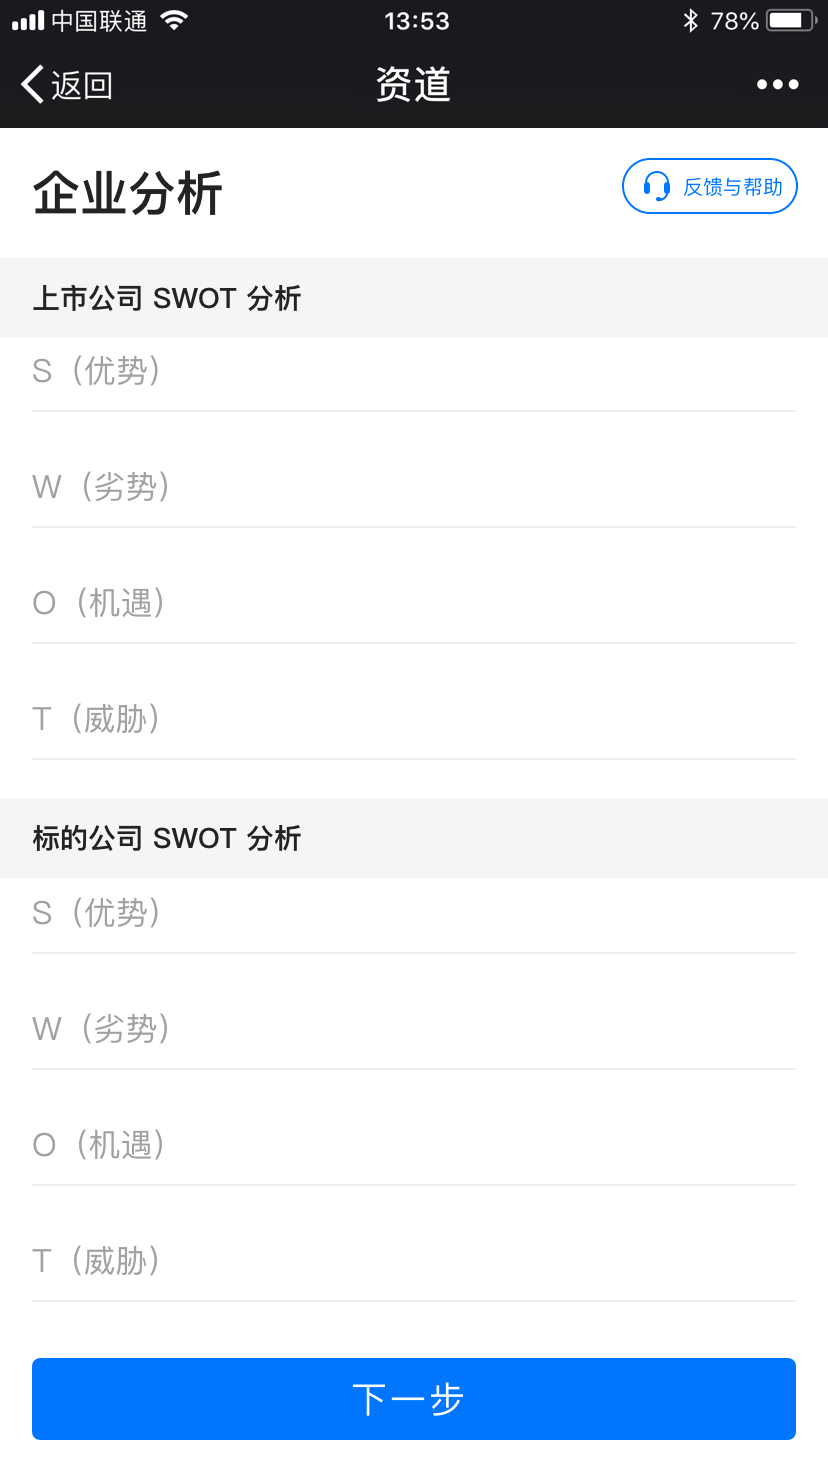 中国联通 13:53 78%
返回 资道
企业分析 反馈与帮助
上市公司 SWOT 分析
S（优势）
W（劣势）
O（机遇）
T（威胁）
标的公司 SWOT 分析
S（优势）
W（劣势）
O（机遇）
T（威胁）
下一步